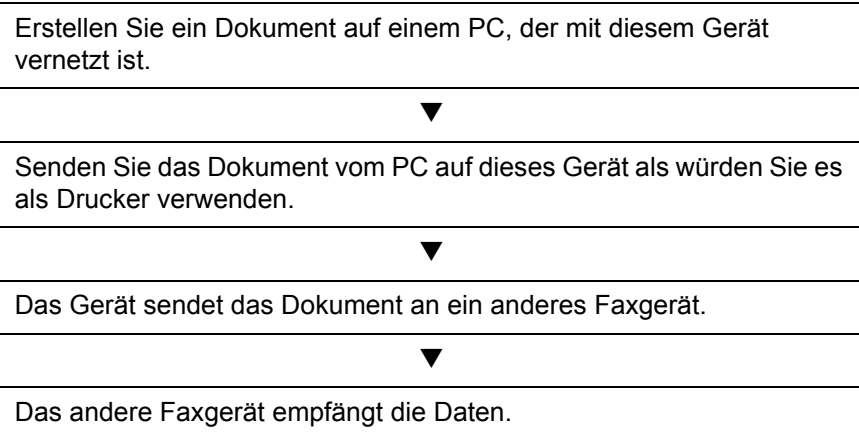 Erstellen Sie ein Dokument auf einem PC, der mit diesem Gerät
vernetzt ist.
▼
Senden Sie das Dokument vom PC auf dieses Gerät als würden Sie es
als Drucker verwenden.
▼
Das Gerät sendet das Dokument an ein anderes Faxgerät.
▼
Das andere Faxgerät empfängt die Daten.